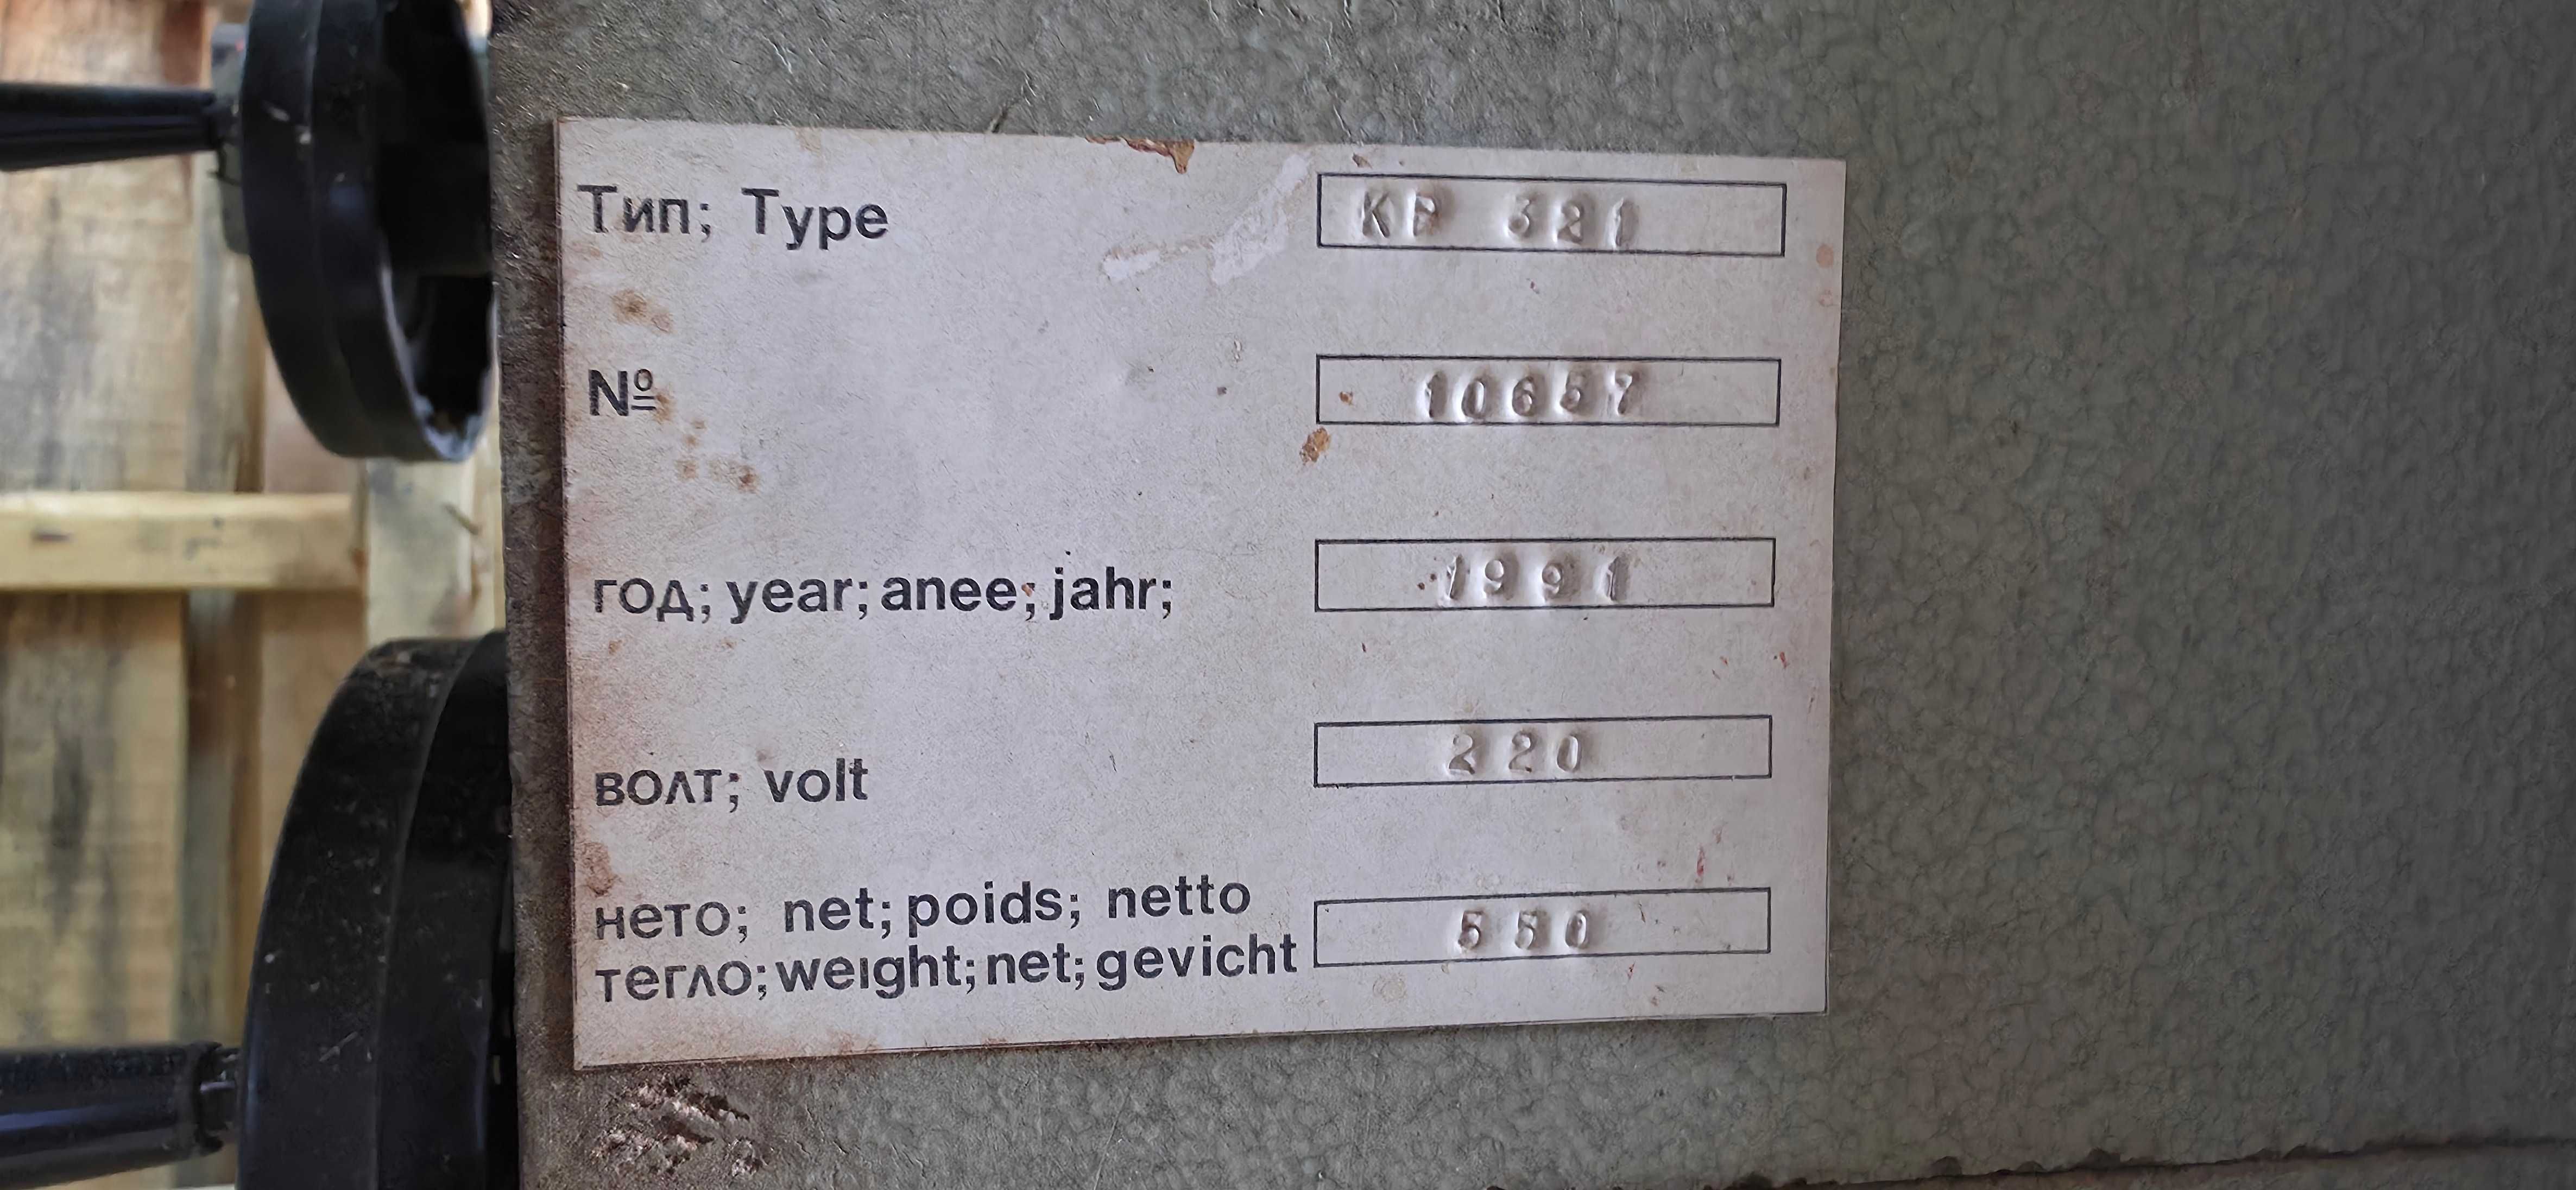 Тип; Type KP 321
№ 10657
год; year; anee; jahr; 1991
волт; volt 220
нето; net; poids; netto
тегло; weight; net; gevicht 550